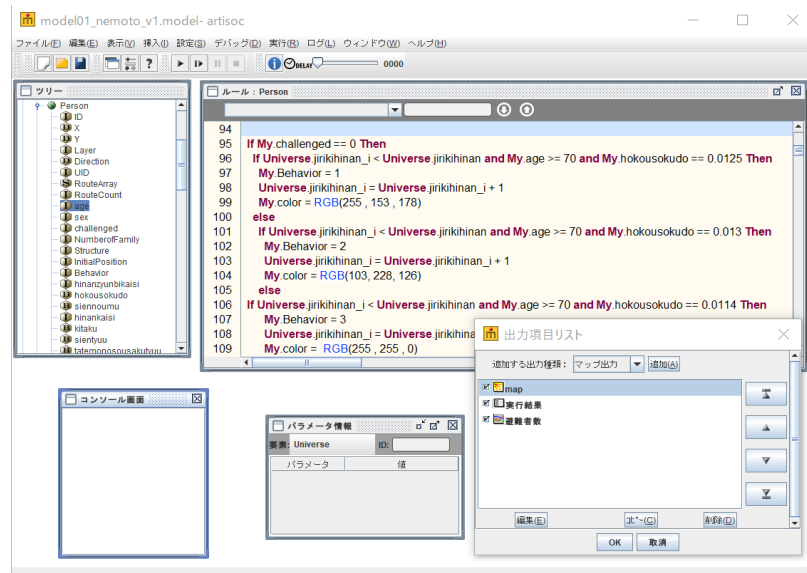 model01_nemoto_v1.model- artisoc
ファイル(F) 編集(E) 表示(V) 挿入(I) 設定(S) デバッグ(D) 実行(R) ログ(L) ウィンドウ(W) ヘルプ(H)
DELAY 0000
ツリー
Person
ID
X
Y
Layer
Direction
UID
RouteArray
RouteCount
age
sex
challenged
NumberofFamily
Structure
InitialPosition
Behavior
hinanzyunbikaisi
hokousokudo
siennoumu
hinankaisi
kitaku
sientyuu
tatemonosousakutyuu
ルール : Person
94
95 If My.challenged == 0 Then
96 If Universe.jirikihinan_i < Universe.jirikihinan and My.age >= 70 and My.hokousokudo == 0.0125 Then
97 My.Behavior = 1
98 Universe.jirikihinan_i = Universe.jirikihinan_i + 1
99 My.color = RGB(255 , 153 , 178)
100 else
101 If Universe.jirikihinan_i < Universe.jirikihinan and My.age >= 70 and My.hokousokudo == 0.013 Then
102 My.Behavior = 2
103 Universe.jirikihinan_i = Universe.jirikihinan_i + 1
104 My.color = RGB(103, 228, 126)
105 else
106 If Universe.jirikihinan_i < Universe.jirikihinan and My.age >= 70 and My.hokousokudo == 0.0114 Then
107 My.Behavior = 3
108 Universe.jirikihinan_i = Universe.jirikihina
109 My.color = RGB(255 , 255 , 0)
コンソール画面
パラメータ情報
要素: Universe ID:
パラメータ 値
出力項目リスト
追加する出力種類： マップ出力 追加(A)
map
実行結果
避難者数
編集(E) コピー(C) 削除(D)
OK 取消